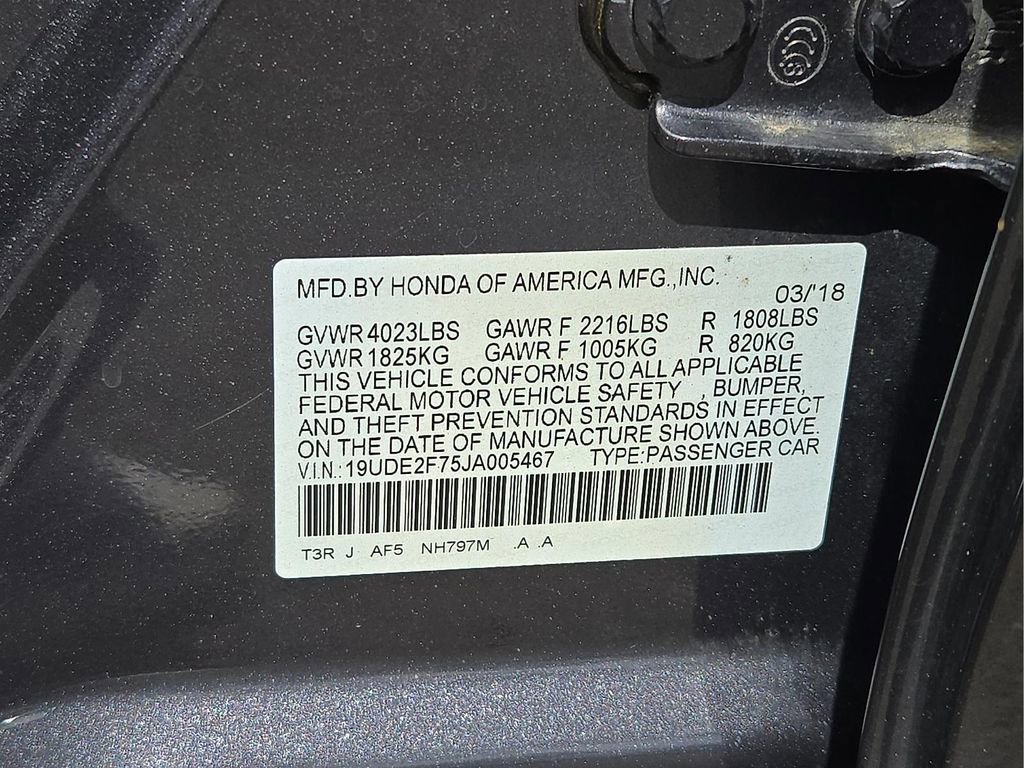 MFD.BY HONDA OF AMERICA MFG.,INC.
03/'18
GVWR 4023LBS GAWR F 2216LBS R 1808LBS
GVWR 1825KG GAWR F 1005KG R 820KG
THIS VEHICLE CONFORMS TO ALL APPLICABLE
FEDERAL MOTOR VEHICLE SAFETY , BUMPER,
AND THEFT PREVENTION STANDARDS IN EFFECT
ON THE DATE OF MANUFACTURE SHOWN ABOVE.
V.I.N.:19UDE2F75JA005467 TYPE:PASSENGER CAR
T3R J AF5 NH797M .A .A